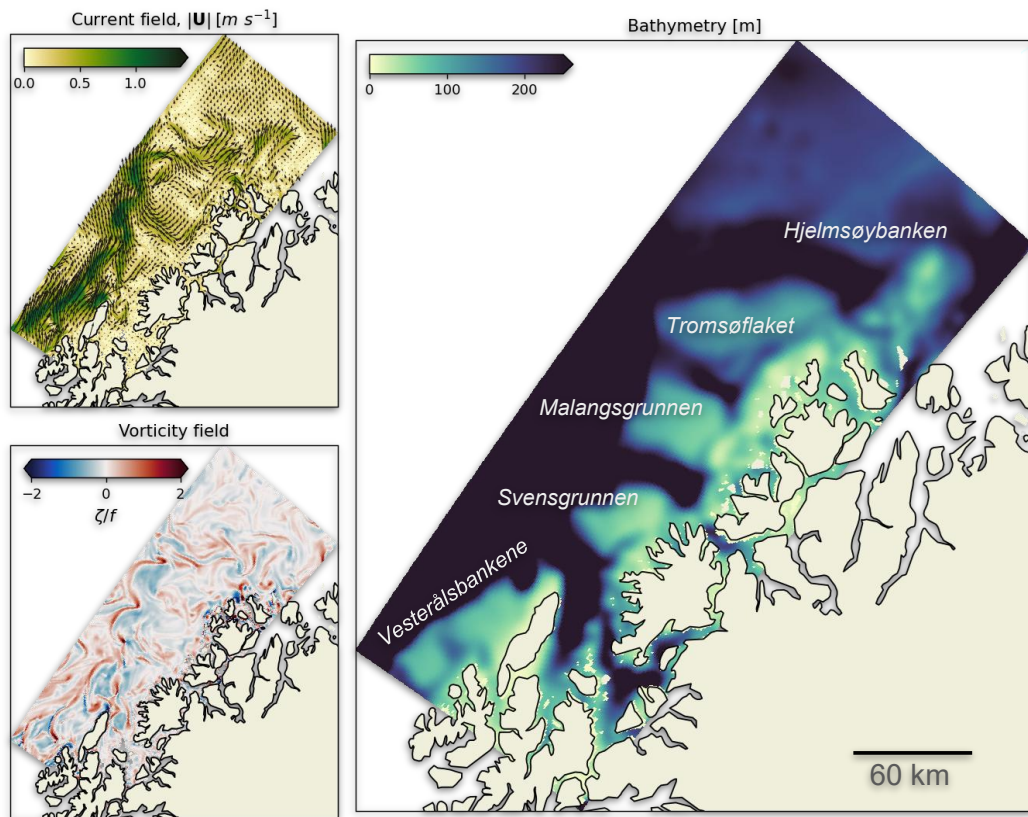 Current field, |U| [m s⁻¹]
0.0 0.5 1.0
Vorticity field
−2 0 2
ζ/f
Bathymetry [m]
0 200
Hjelmsøybanken
Tromsøflaket
Malangsgrunnen
Svensgrunnen
Vesterålsbankene
60 km